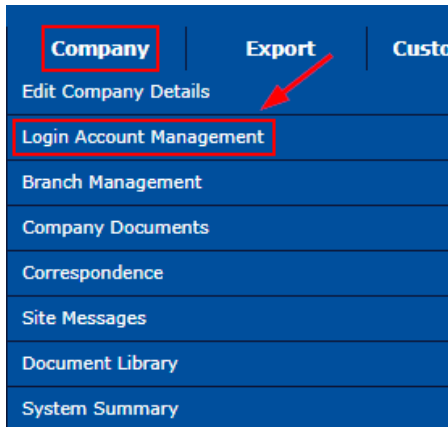 Company Export
Edit Company Details
Login Account Management
Branch Management
Company Documents
Correspondence
Site Messages
Document Library
System Summary